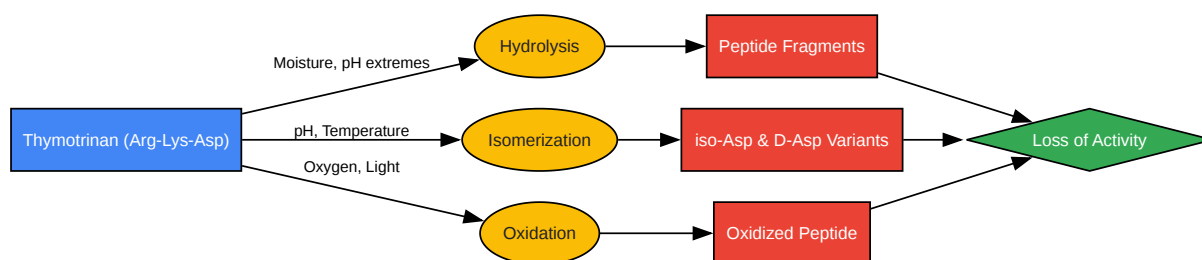 Hydrolysis
Peptide Fragments
Moisture, pH extremes
Thymotrinan (Arg-Lys-Asp)
pH, Temperature
Isomerization
iso-Asp & D-Asp Variants
Loss of Activity
Oxygen, Light
Oxidation
Oxidized Peptide